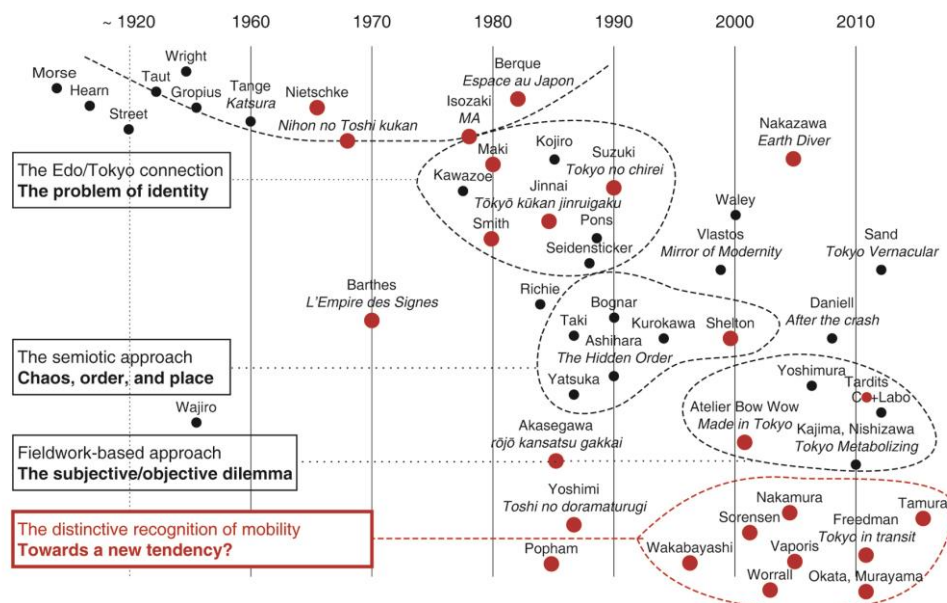 ~ 1920 1960 1970 1980 1990 2000 2010
Wright
Morse
Taut
Hearn
Gropius
Street
Tange
Katsura
Nietschke
Nihon no Toshi kukan
Berque
Espace au Japon
Isozaki
MA
Maki
Kojiro
Suzuki
Tokyo no chirei
Nakazawa
Earth Diver
The Edo/Tokyo connection
The problem of identity
Kawazoe
Jinnai
Tōkyō kūkan jinruigaku
Smith
Pons
Seidensticker
Waley
Vlastos
Mirror of Modernity
Sand
Tokyo Vernacular
Barthes
L'Empire des Signes
Richie
Bognar
Taki
Ashihara
The Hidden Order
Kurokawa
Shelton
Daniell
After the crash
The semiotic approach
Chaos, order, and place
Yatsuka
Yoshimura
Tardits
Co+Labo
Wajiro
Atelier Bow Wow
Made in Tokyo
Kajima, Nishizawa
Tokyo Metabolizing
Akasegawa
rōjō kansatsu gakkai
Fieldwork-based approach
The subjective/objective dilemma
Yoshimi
Toshi no doramaturugi
The distinctive recognition of mobility
Towards a new tendency?
Popham
Nakamura
Tamura
Sorensen
Freedman
Tokyo in transit
Wakabayashi
Vaporis
Worrall
Okata, Murayama